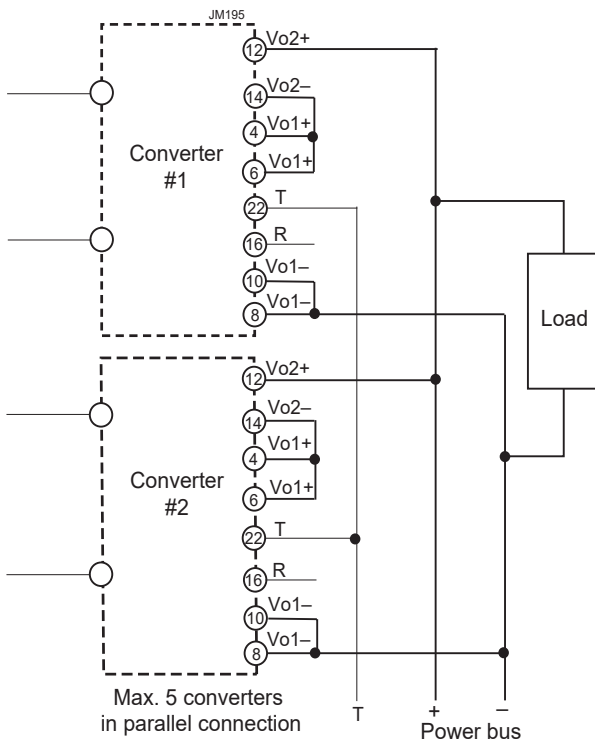 JM195
12 Vo2+
14 Vo2–
4 Vo1+
6 Vo1+
22 T
16 R
10 Vo1–
8 Vo1–
Converter
#1
Load
12 Vo2+
14 Vo2–
4 Vo1+
6 Vo1+
22 T
16 R
10 Vo1–
8 Vo1–
Converter
#2
Max. 5 converters
in parallel connection
T
+
–
Power bus